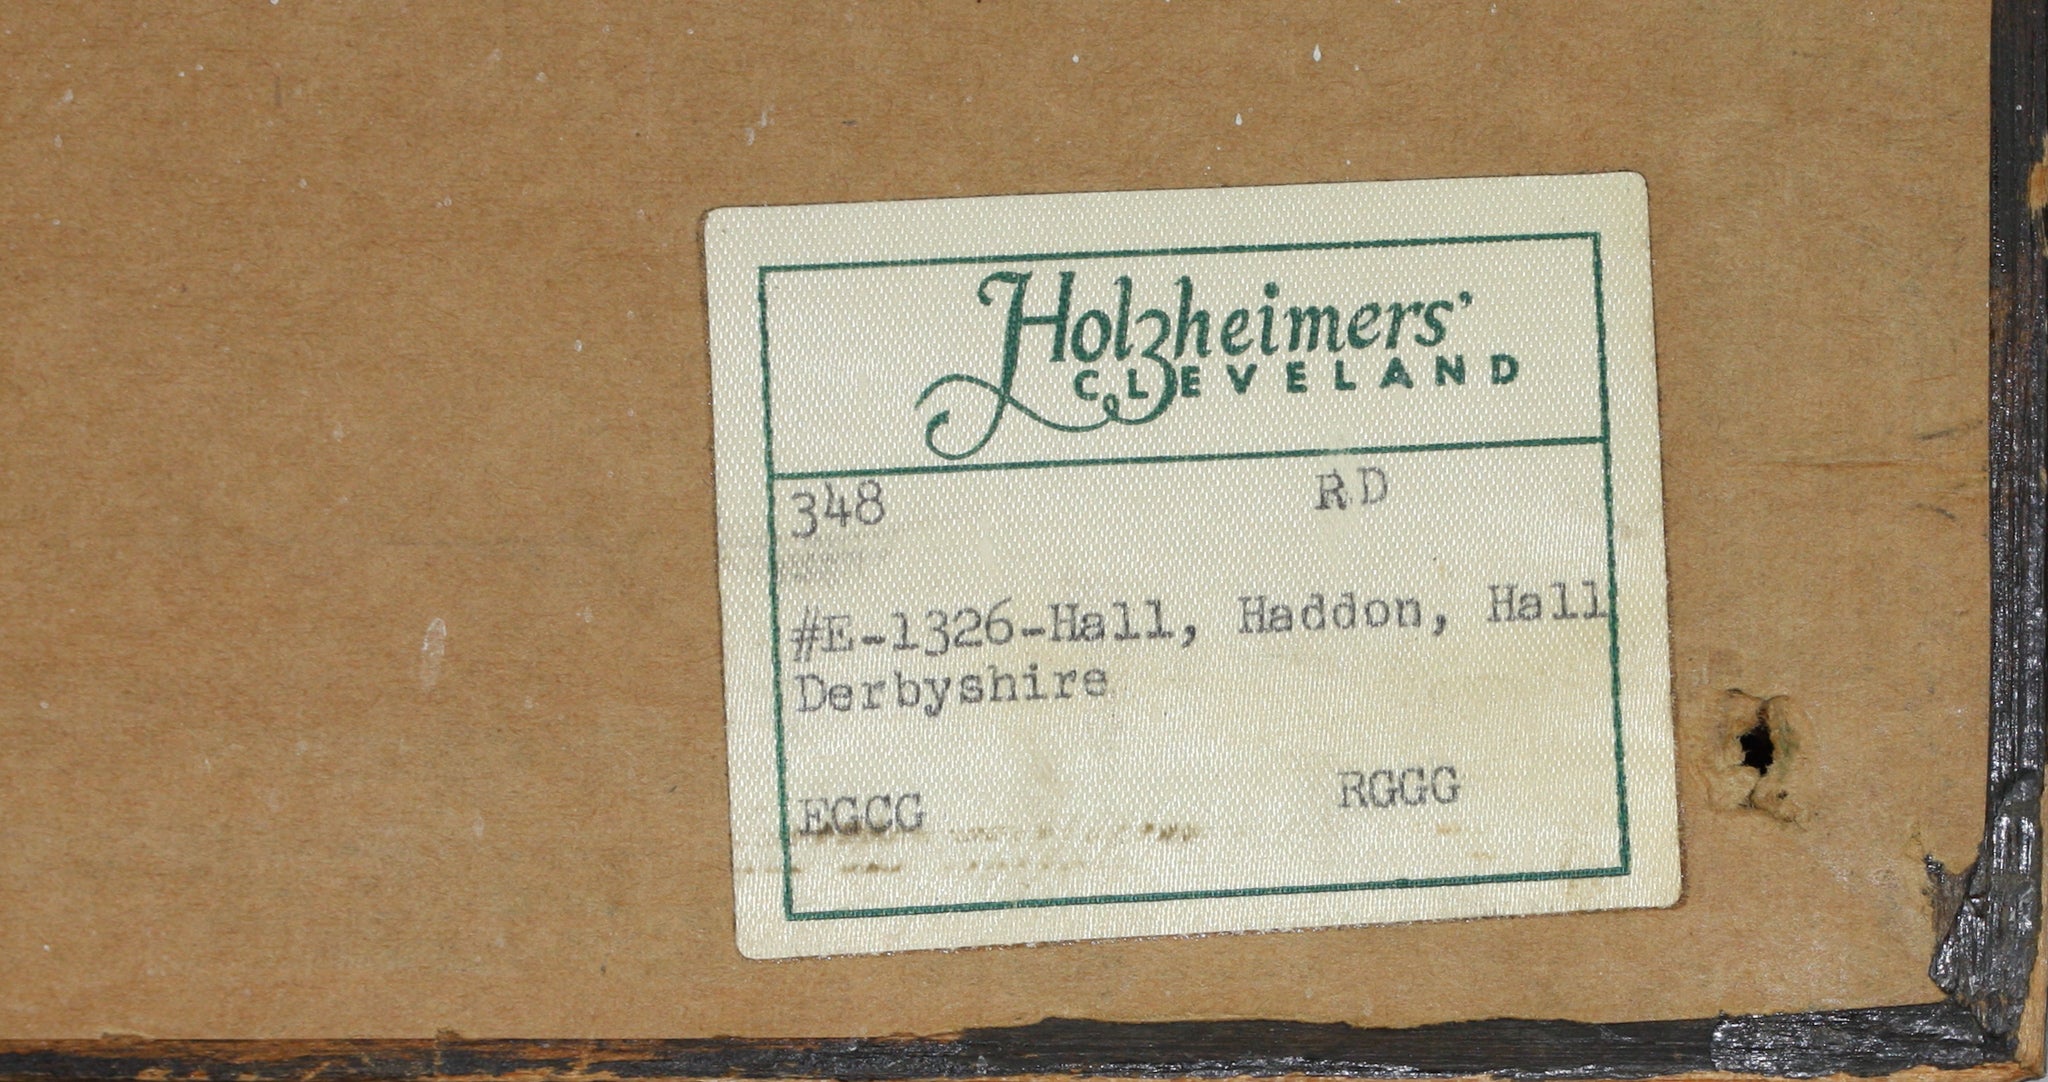 Holzheimers'
CLEVELAND
348 RD
#E-1326-Hall, Haddon, Hall
Derbyshire
EGCG RGGG